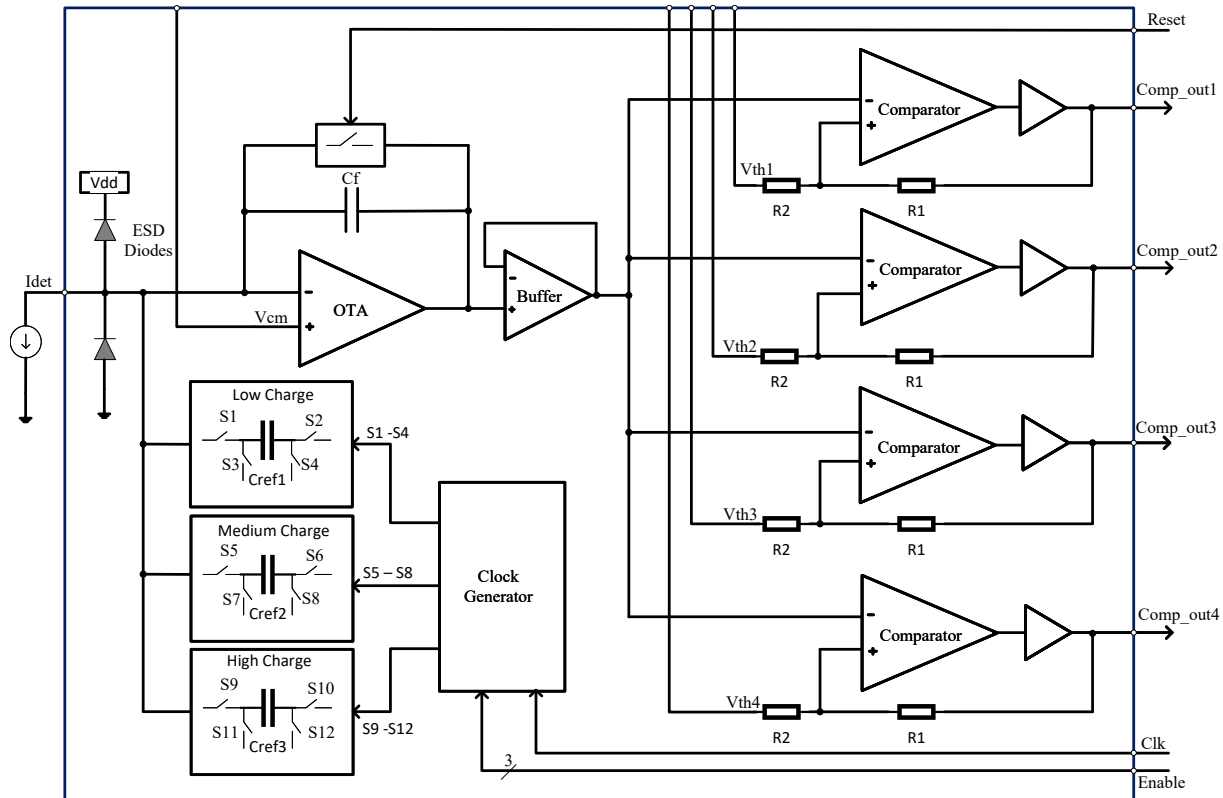 Reset
Comp_out1
Comparator
Cf
Vth1
R2
R1
Vdd
ESD
Diodes
Comp_out2
Comparator
Idet
Buffer
OTA
Vcm
Vth2
R2
R1
Low Charge
S1
S2
S3
S4
Cref1
S1 -S4
Comp_out3
Comparator
Vth3
R2
R1
Medium Charge
S5
S6
S7
S8
Cref2
S5 – S8
Clock
Generator
Comp_out4
Comparator
High Charge
S9
S10
S11
S12
Cref3
S9 -S12
Vth4
R2
R1
Clk
3
Enable